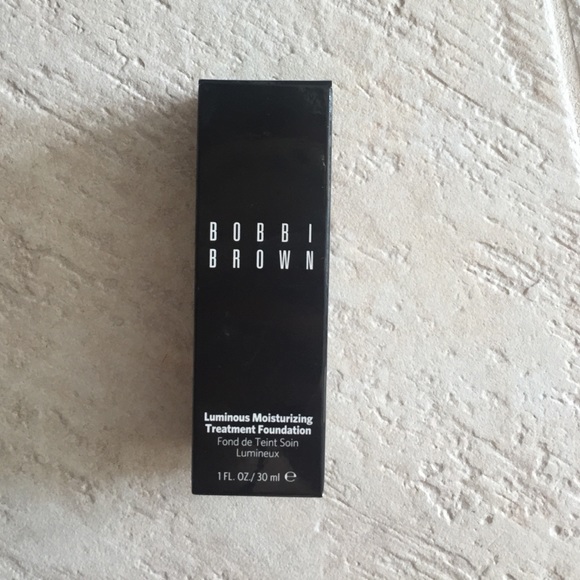 BOBBI
BROWN
Luminous Moisturizing
Treatment Foundation
Fond de Teint Soin
Lumineux
1 FL. OZ./30 ml ℮